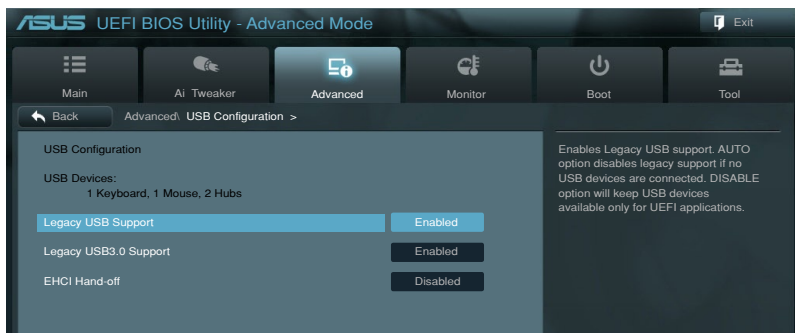 ASUS UEFI BIOS Utility - Advanced Mode
Exit
Main
Ai Tweaker
Advanced
Monitor
Boot
Tool
Back
Advanced\ USB Configuration >
USB Configuration
USB Devices:
1 Keyboard, 1 Mouse, 2 Hubs
Legacy USB Support Enabled
Legacy USB3.0 Support Enabled
EHCI Hand-off Disabled
Enables Legacy USB support. AUTO
option disables legacy support if no
USB devices are connected. DISABLE
option will keep USB devices
available only for UEFI applications.